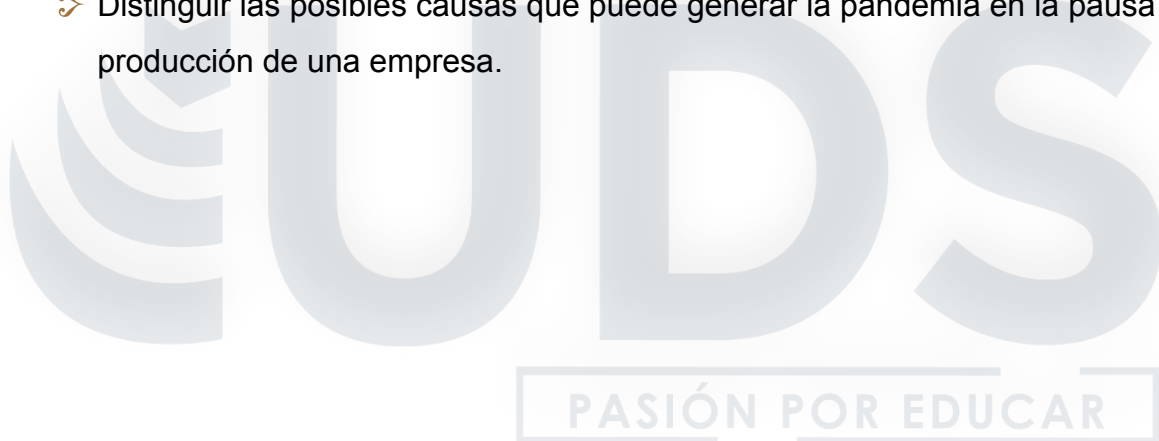 Distinguir las posibles causas que puede generar la pandemia en la pausa
producción de una empresa.
UDS
PASIÓN POR EDUCAR